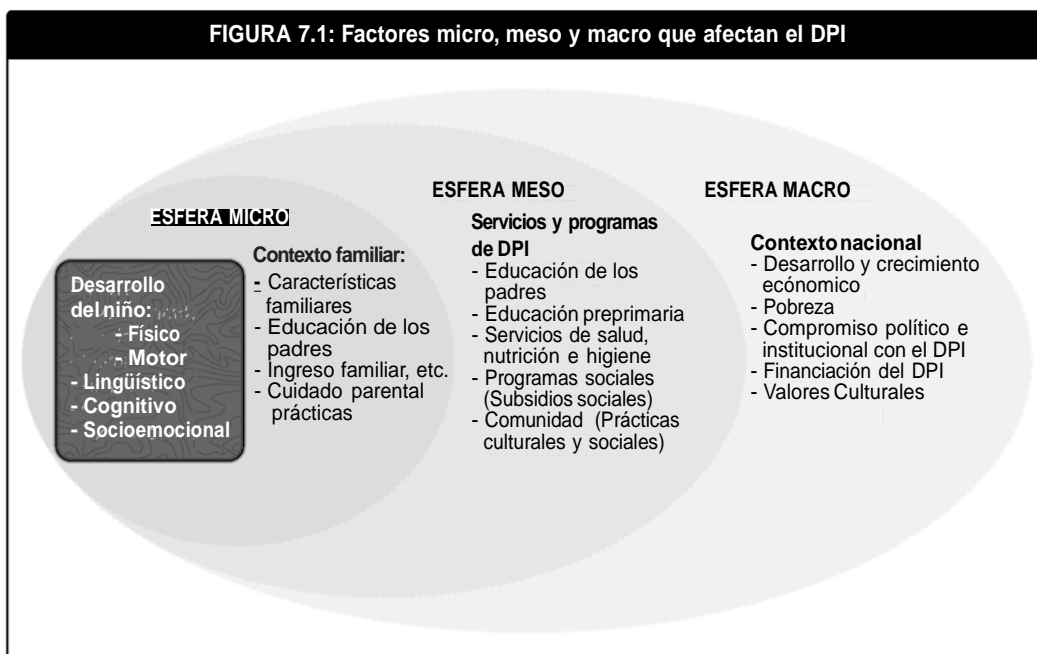 FIGURA 7.1: Factores micro, meso y macro que afectan el DPI
ESFERA MICRO
Desarrollo
del niño:
- Físico
- Motor
- Lingüístico
- Cognitivo
- Socioemocional
Contexto familiar:
- Características
familiares
- Educación de los
padres
- Ingreso familiar, etc.
- Cuidado parental
prácticas
ESFERA MESO
Servicios y programas
de DPI
- Educación de los
padres
- Educación preprimaria
- Servicios de salud,
nutrición e higiene
- Programas sociales
(Subsidios sociales)
- Comunidad (Prácticas
culturales y sociales)
ESFERA MACRO
Contexto nacional
- Desarrollo y crecimiento
ecónomico
- Pobreza
- Compromiso político e
institucional con el DPI
- Financiación del DPI
- Valores Culturales